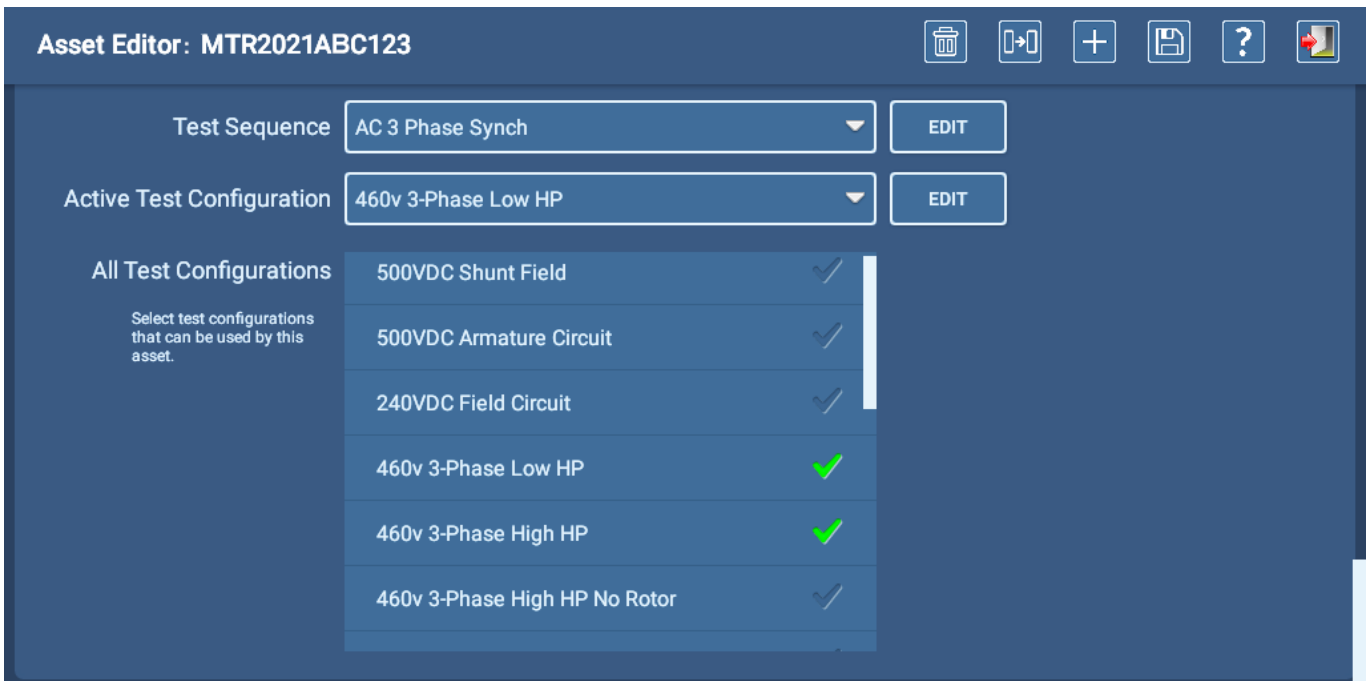 Asset Editor: MTR2021ABC123
?
Test Sequence
AC 3 Phase Synch
EDIT
Active Test Configuration
460v 3-Phase Low HP
EDIT
All Test Configurations
Select test configurations
that can be used by this
asset.
500VDC Shunt Field
500VDC Armature Circuit
240VDC Field Circuit
460v 3-Phase Low HP
460v 3-Phase High HP
460v 3-Phase High HP No Rotor